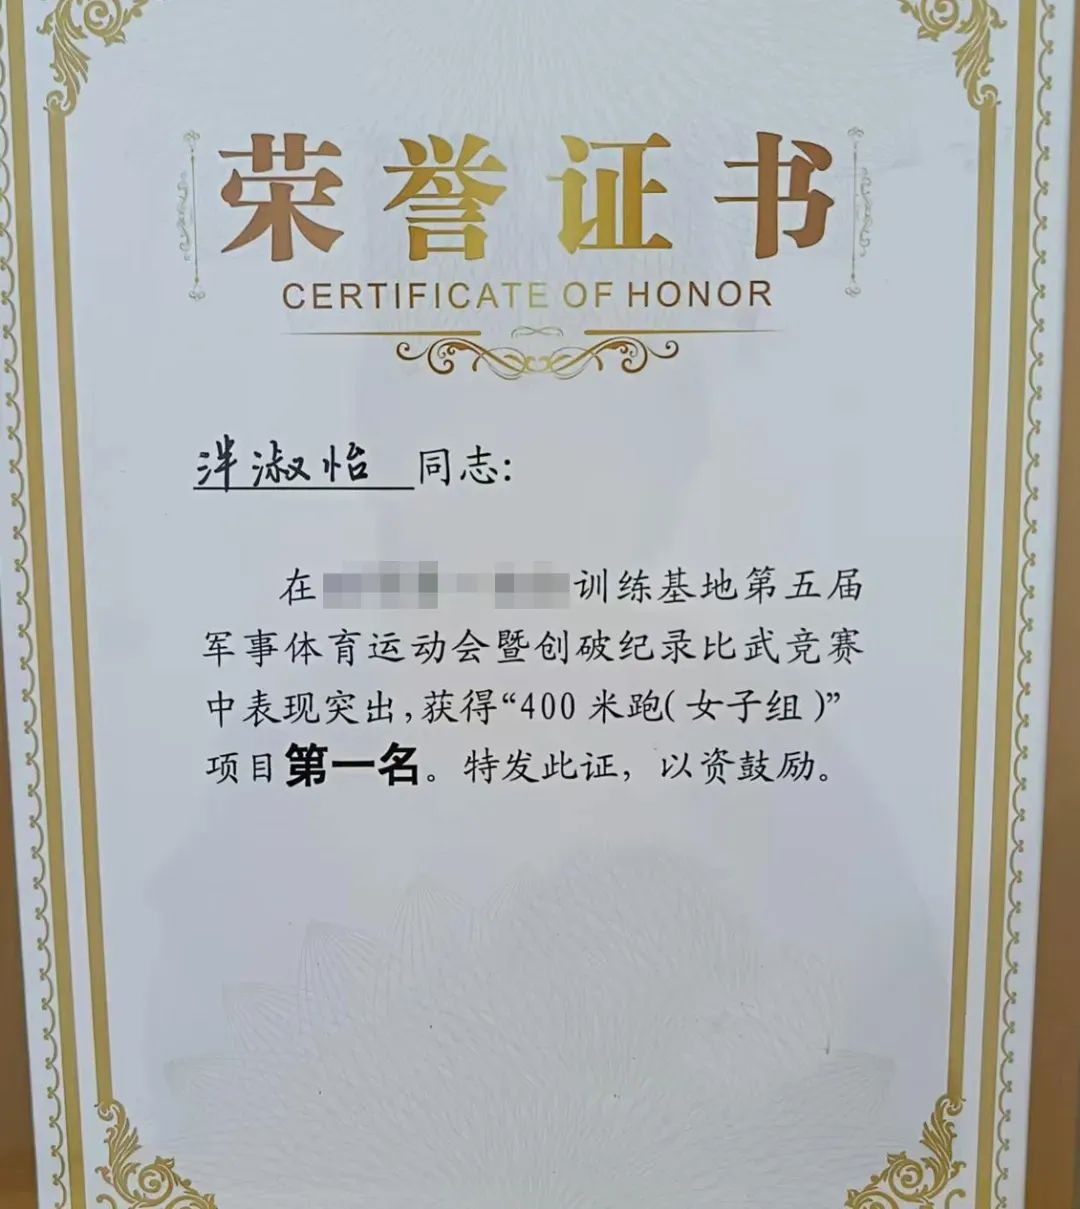 荣誉证书
CERTIFICATE OF HONOR
泮淑怡 同志:
在训练基地第五届
军事体育运动会暨创破纪录比武竞赛
中表现突出,获得“400 米跑(女子组)”
项目第一名。特发此证,以资鼓励。